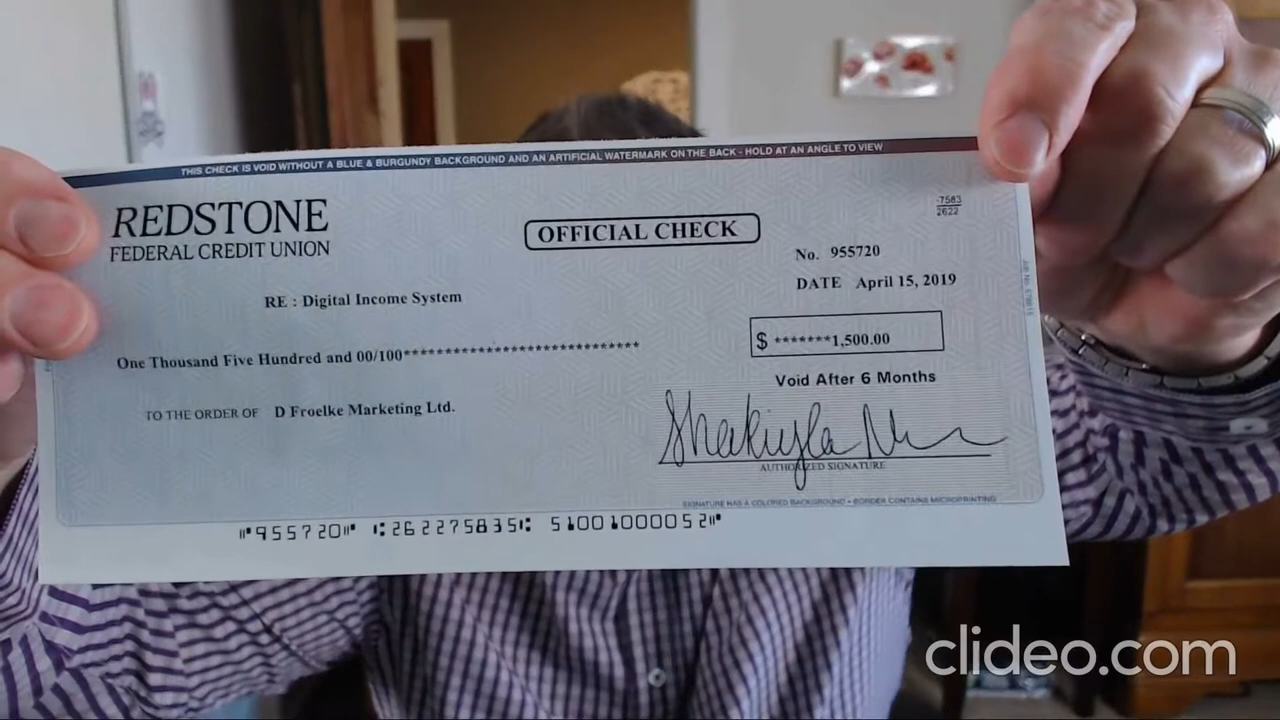 THIS CHECK IS VOID WITHOUT A BLUE & BURGUNDY BACKGROUND AND AN ARTIFICIAL WATERMARK ON THE BACK - HOLD AT AN ANGLE TO VIEW
REDSTONE
FEDERAL CREDIT UNION
OFFICIAL CHECK
7583
2622
No. 955720
DATE April 15, 2019
RE : Digital Income System
One Thousand Five Hundred and 00/100****************************
$ *******1,500.00
Void After 6 Months
TO THE ORDER OF D Froelke Marketing Ltd.
AUTHORIZED SIGNATURE
SIGNATURE HAS A COLORED BACKGROUND • BORDER CONTAINS MICROPRINTING
⑈955720⑈ ⑆262275835⑆ 51001000052⑈
clideo.com